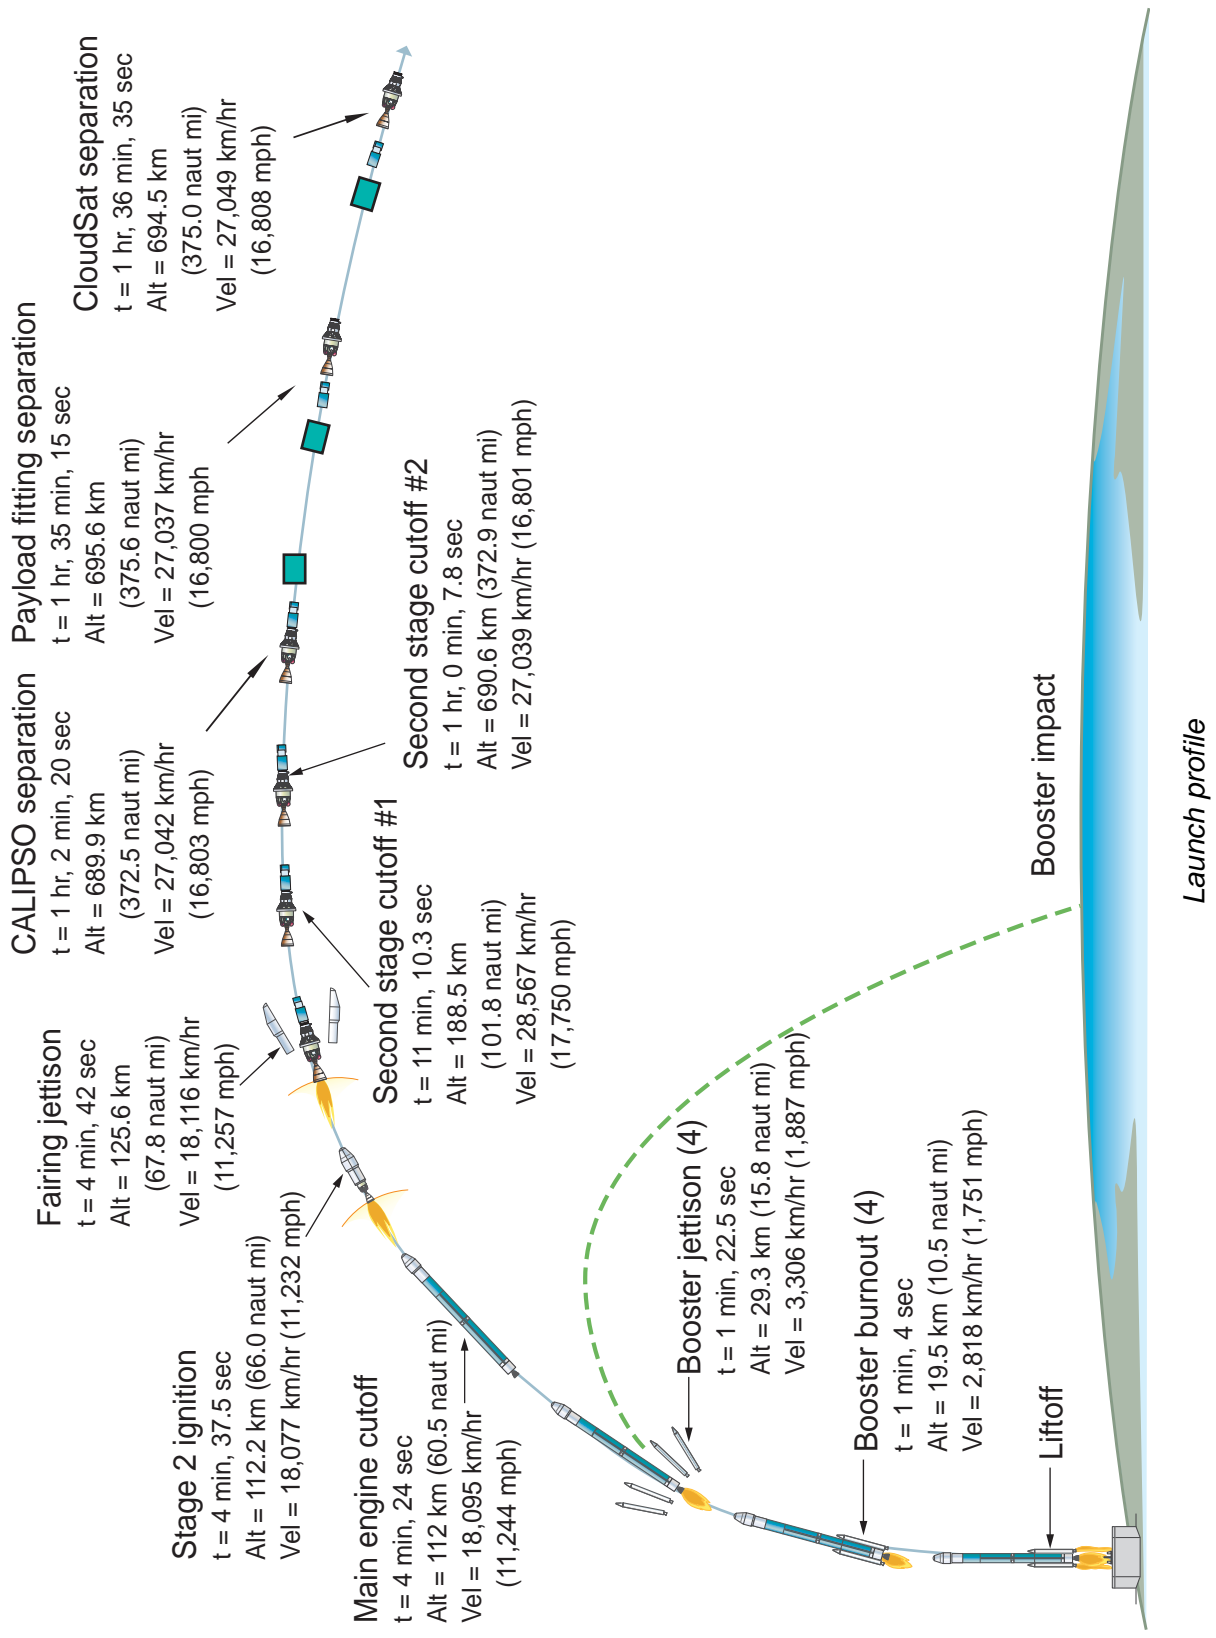 Liftoff
Booster burnout (4)
t = 1 min, 4 sec
Alt = 19.5 km (10.5 naut mi)
Vel = 2,818 km/hr (1,751 mph)
Booster jettison (4)
t = 1 min, 22.5 sec
Alt = 29.3 km (15.8 naut mi)
Vel = 3,306 km/hr (1,887 mph)
Main engine cutoff
t = 4 min, 24 sec
Alt = 112 km (60.5 naut mi)
Vel = 18,095 km/hr
(11,244 mph)
Stage 2 ignition
t = 4 min, 37.5 sec
Alt = 112.2 km (66.0 naut mi)
Vel = 18,077 km/hr (11,232 mph)
Fairing jettison
t = 4 min, 42 sec
Alt = 125.6 km
(67.8 naut mi)
Vel = 18,116 km/hr
(11,257 mph)
Second stage cutoff #1
t = 11 min, 10.3 sec
Alt = 188.5 km
(101.8 naut mi)
Vel = 28,567 km/hr
(17,750 mph)
Second stage cutoff #2
t = 1 hr, 0 min, 7.8 sec
Alt = 690.6 km (372.9 naut mi)
Vel = 27,039 km/hr (16,801 mph)
CALIPSO separation
t = 1 hr, 2 min, 20 sec
Alt = 689.9 km
(372.5 naut mi)
Vel = 27,042 km/hr
(16,803 mph)
Payload fitting separation
t = 1 hr, 35 min, 15 sec
Alt = 695.6 km
(375.6 naut mi)
Vel = 27,037 km/hr
(16,800 mph
CloudSat separation
t = 1 hr, 36 min, 35 sec
Alt = 694.5 km
(375.0 naut mi)
Vel = 27,049 km/hr
(16,808 mph)
Booster impact
Launch profile